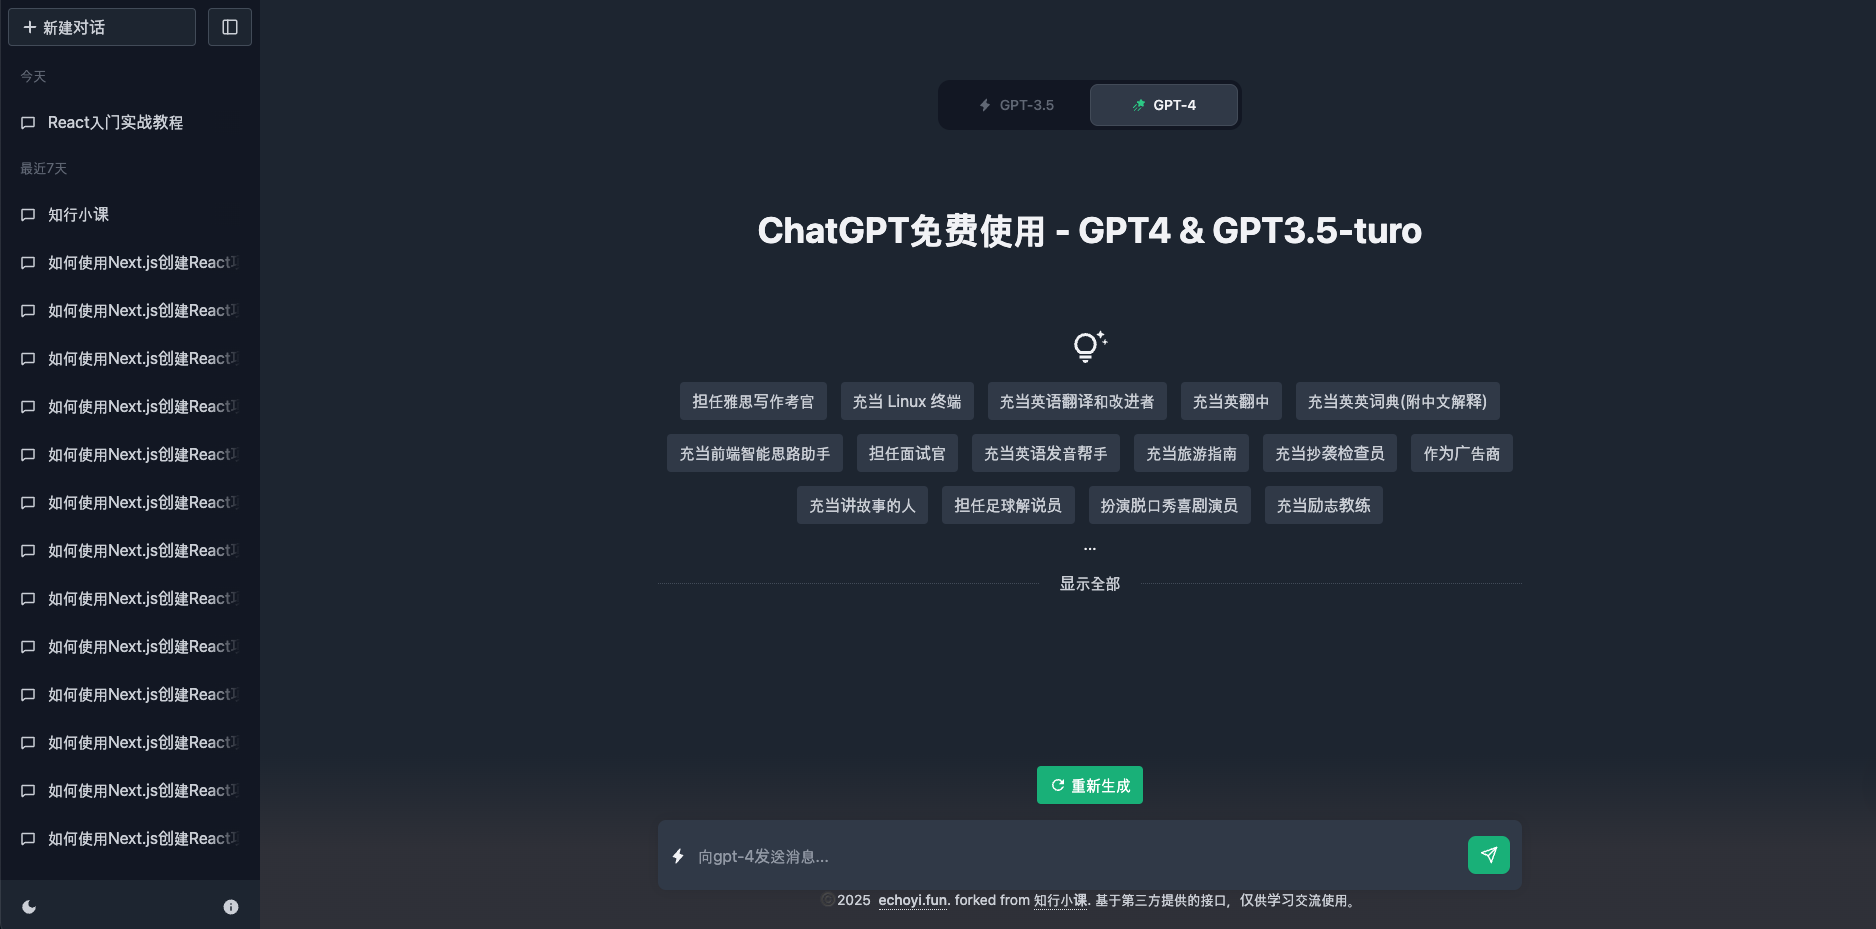 新建对话
今天
React入门实战教程
最近7天
知行小课
如何使用Next.js创建React项
如何使用Next.js创建React项
如何使用Next.js创建React项
如何使用Next.js创建React项
如何使用Next.js创建React项
如何使用Next.js创建React项
如何使用Next.js创建React项
如何使用Next.js创建React项
如何使用Next.js创建React项
如何使用Next.js创建React项
如何使用Next.js创建React项
如何使用Next.js创建React项
如何使用Next.js创建React项
GPT-3.5 GPT-4
ChatGPT免费使用 - GPT4 & GPT3.5-turo
担任雅思写作考官 充当 Linux 终端 充当英语翻译和改进者 充当英翻中 充当英英词典(附中文解释)
充当前端智能思路助手 担任面试官 充当英语发音帮手 充当旅游指南 充当抄袭检查员 作为广告商
充当讲故事的人 担任足球解说员 扮演脱口秀喜剧演员 充当励志教练
...
显示全部
重新生成
向gpt-4发送消息...
©2025 echoyi.fun. forked from 知行小课. 基于第三方提供的接口，仅供学习交流使用。